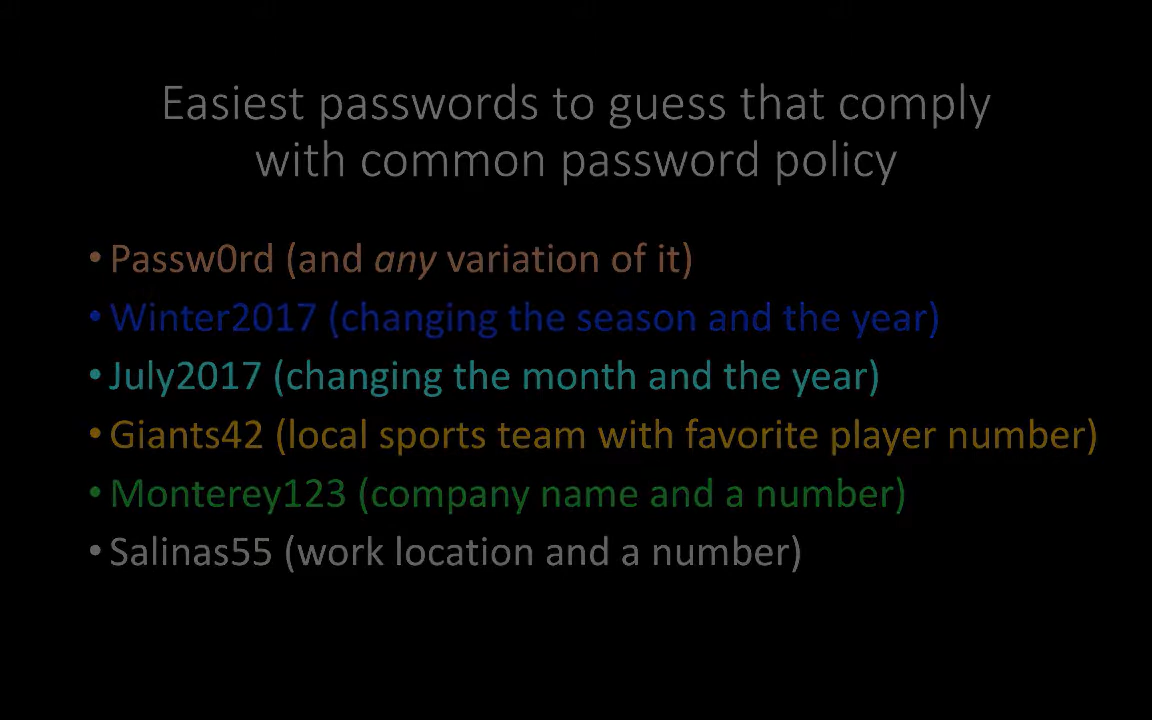 Easiest passwords to guess that comply
with common password policy
• Passw0rd (and any variation of it)
• Winter2017 (changing the season and the year)
• July2017 (changing the month and the year)
• Giants42 (local sports team with favorite player number)
• Monterey123 (company name and a number)
• Salinas55 (work location and a number)